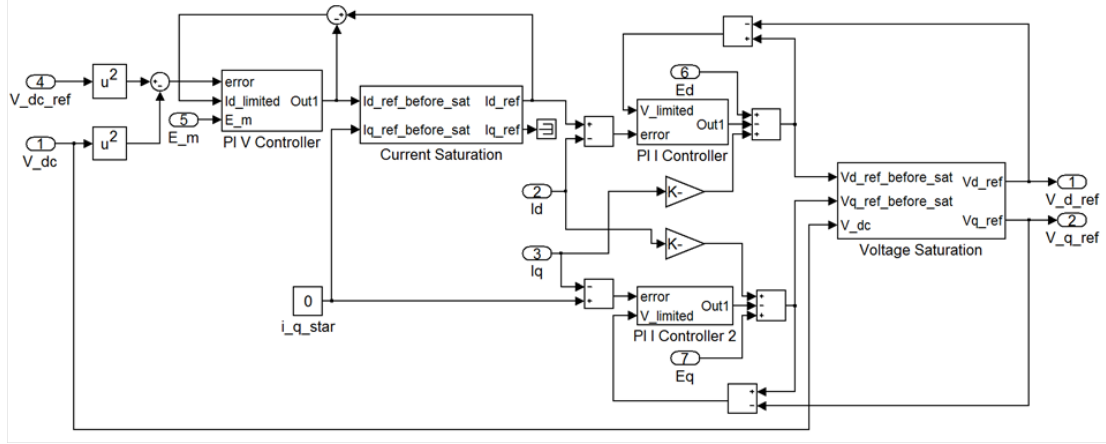 4
V_dc_ref
u²
1
V_dc
u²
error
Id_limited
E_m
Out1
PI V Controller
5
E_m
Id_ref_before_sat
Iq_ref_before_sat
Id_ref
Iq_ref
Current Saturation
0
i_q_star
2
Id
3
Iq
6
Ed
V_limited
error
Out1
PI I Controller
K-
K-
error
V_limited
Out1
PI I Controller 2
7
Eq
Vd_ref_before_sat
Vq_ref_before_sat
V_dc
Vd_ref
Vq_ref
Voltage Saturation
1
V_d_ref
2
V_q_ref